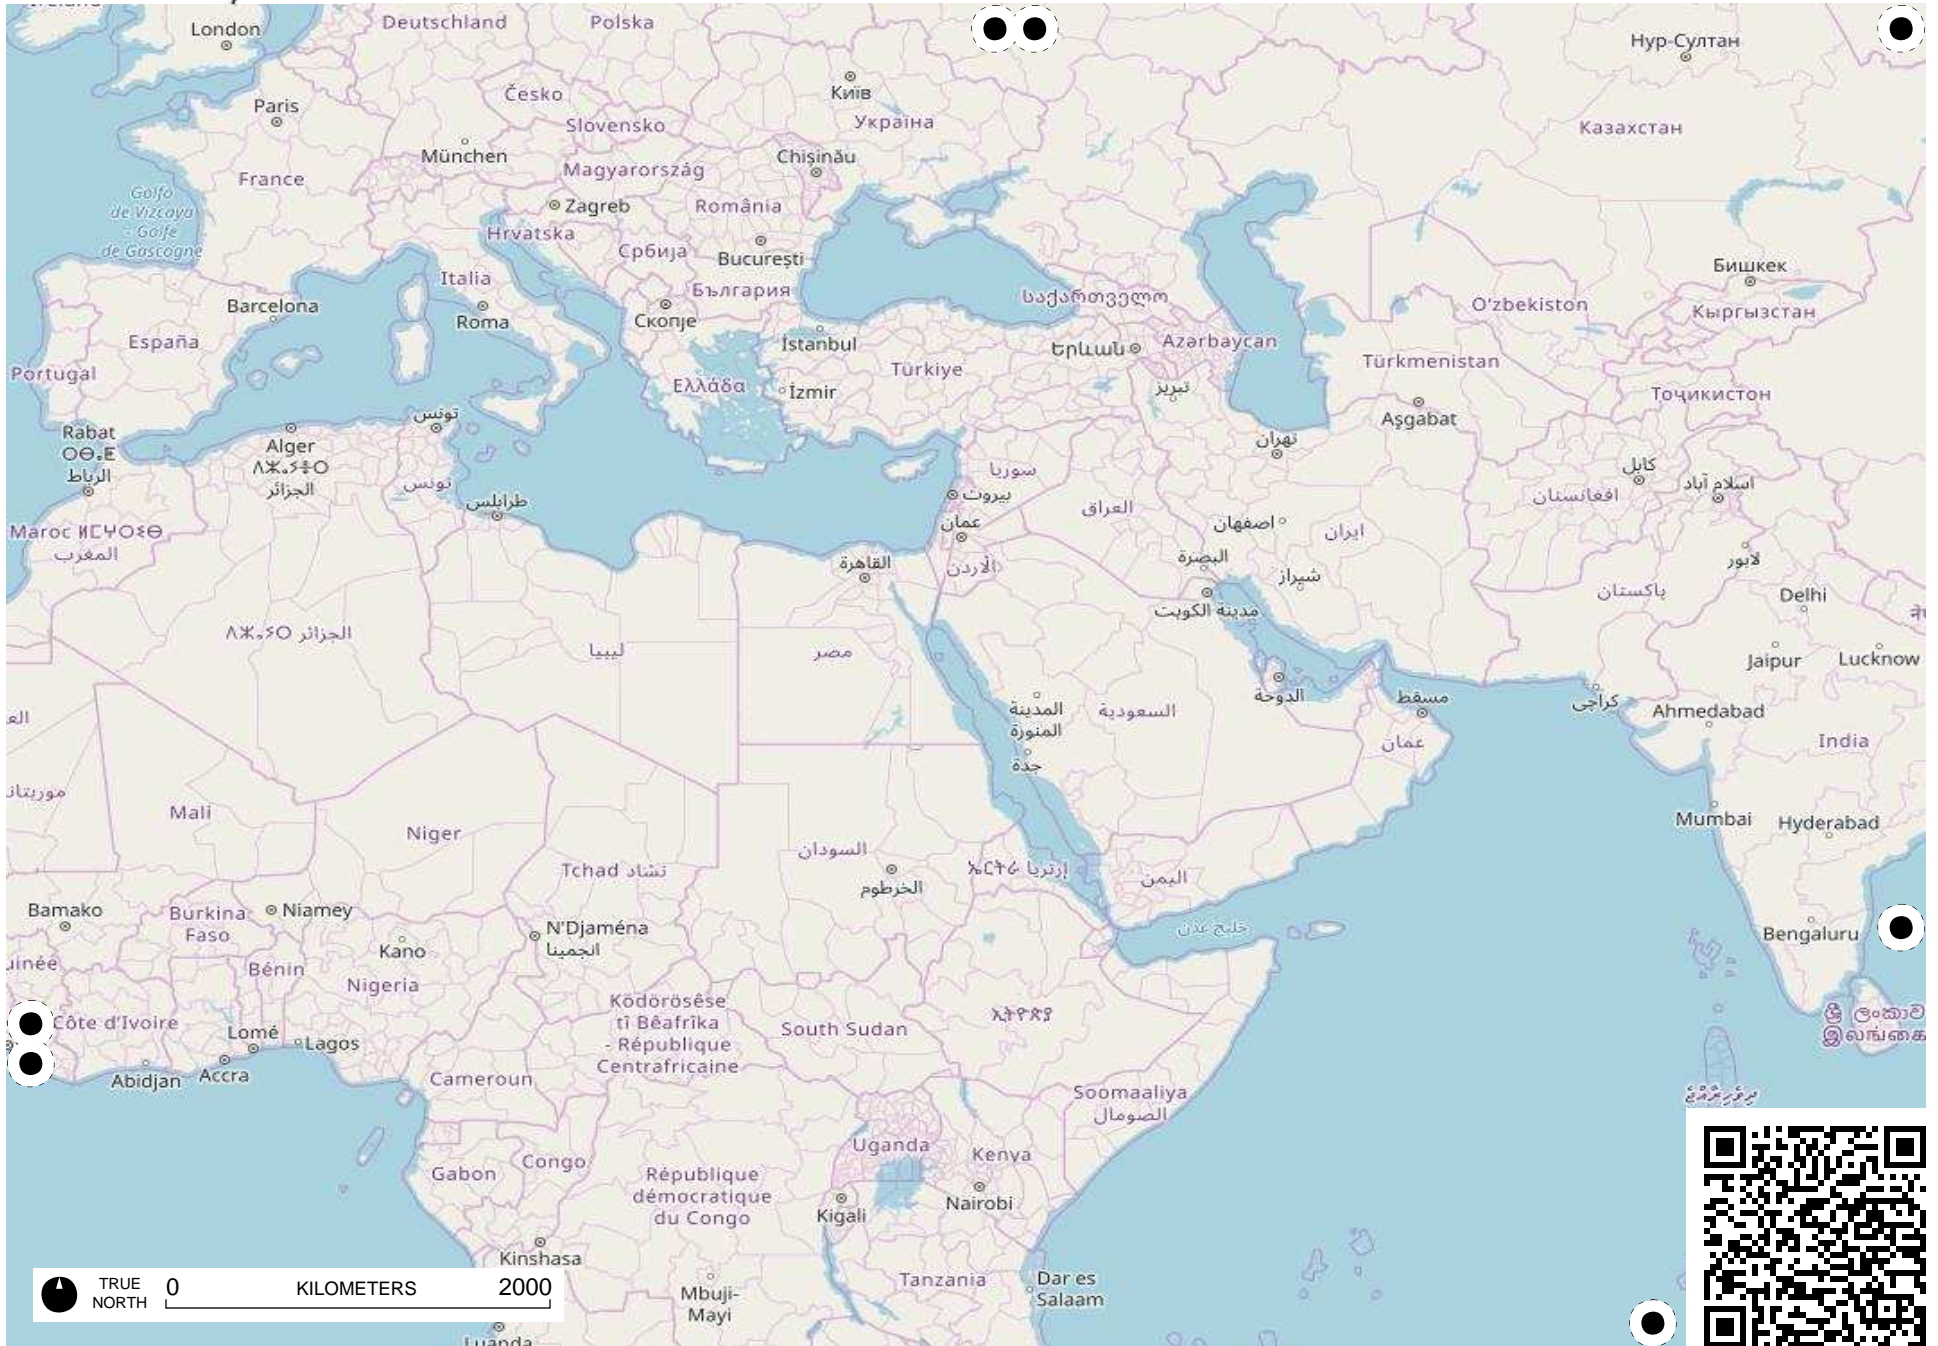 London
Deutschland
Polska
Нур-Султан
Київ
Česko
Paris
Україна
Slovensko
Казахстан
München
Chișinău
Magyarország
France
Golfo
de Vizcaya
- Golfe
de Gascogne
Zagreb
România
Hrvatska
Србија
București
Бишкек
Italia
България
საქართველო
O'zbekiston
Кыргызстан
Barcelona
Roma
Скопје
España
İstanbul
Երևան
Azərbaycan
Türkmenistan
Portugal
Türkiye
Ελλάδα
İzmir
تبریز
Тоҷикистон
تونس
Aşgabat
Rabat
ⵔⴱⴰⵟ
الرباط
Alger
الجزائر
تهران
سوريا
كابل
اسلام آباد
تونس
بيروت
افغانستان
طرابلس
العراق
عمان
اصفهان
ایران
Maroc ⵍⵎⵖⵔⵉⴱ
المغرب
القاهرة
الأردن
البصرة
شیراز
لاہور
مدينة الكويت
پاکستان
Delhi
الجزائر
ليبيا
مصر
Jaipur
Lucknow
المدينة
المنورة
السعودية
الدوحة
مسقط
کراچی
Ahmedabad
عمان
India
جدة
Mali
Niger
Mumbai
Hyderabad
السودان
Tchad تشاد
ኤርትራ إرتريا
اليمن
الخرطوم
Bamako
Burkina
Faso
Niamey
N'Djaména
انجمينا
خليج عدن
Bengaluru
Kano
Bénin
Nigeria
Ködörösêse
tî Bêafrîka
- République
Centrafricaine
ኢትዮጵያ
Côte d'Ivoire
Lomé
Lagos
South Sudan
Abidjan
Accra
Cameroun
Soomaaliya
الصومال
ދިވެހިރާއްޖެ
Uganda
Kenya
Gabon
Congo
République
démocratique
du Congo
Nairobi
Kigali
Kinshasa
Tanzania
Dar es
Salaam
Mbuji-
Mayi
TRUE
NORTH
0 KILOMETERS 2000